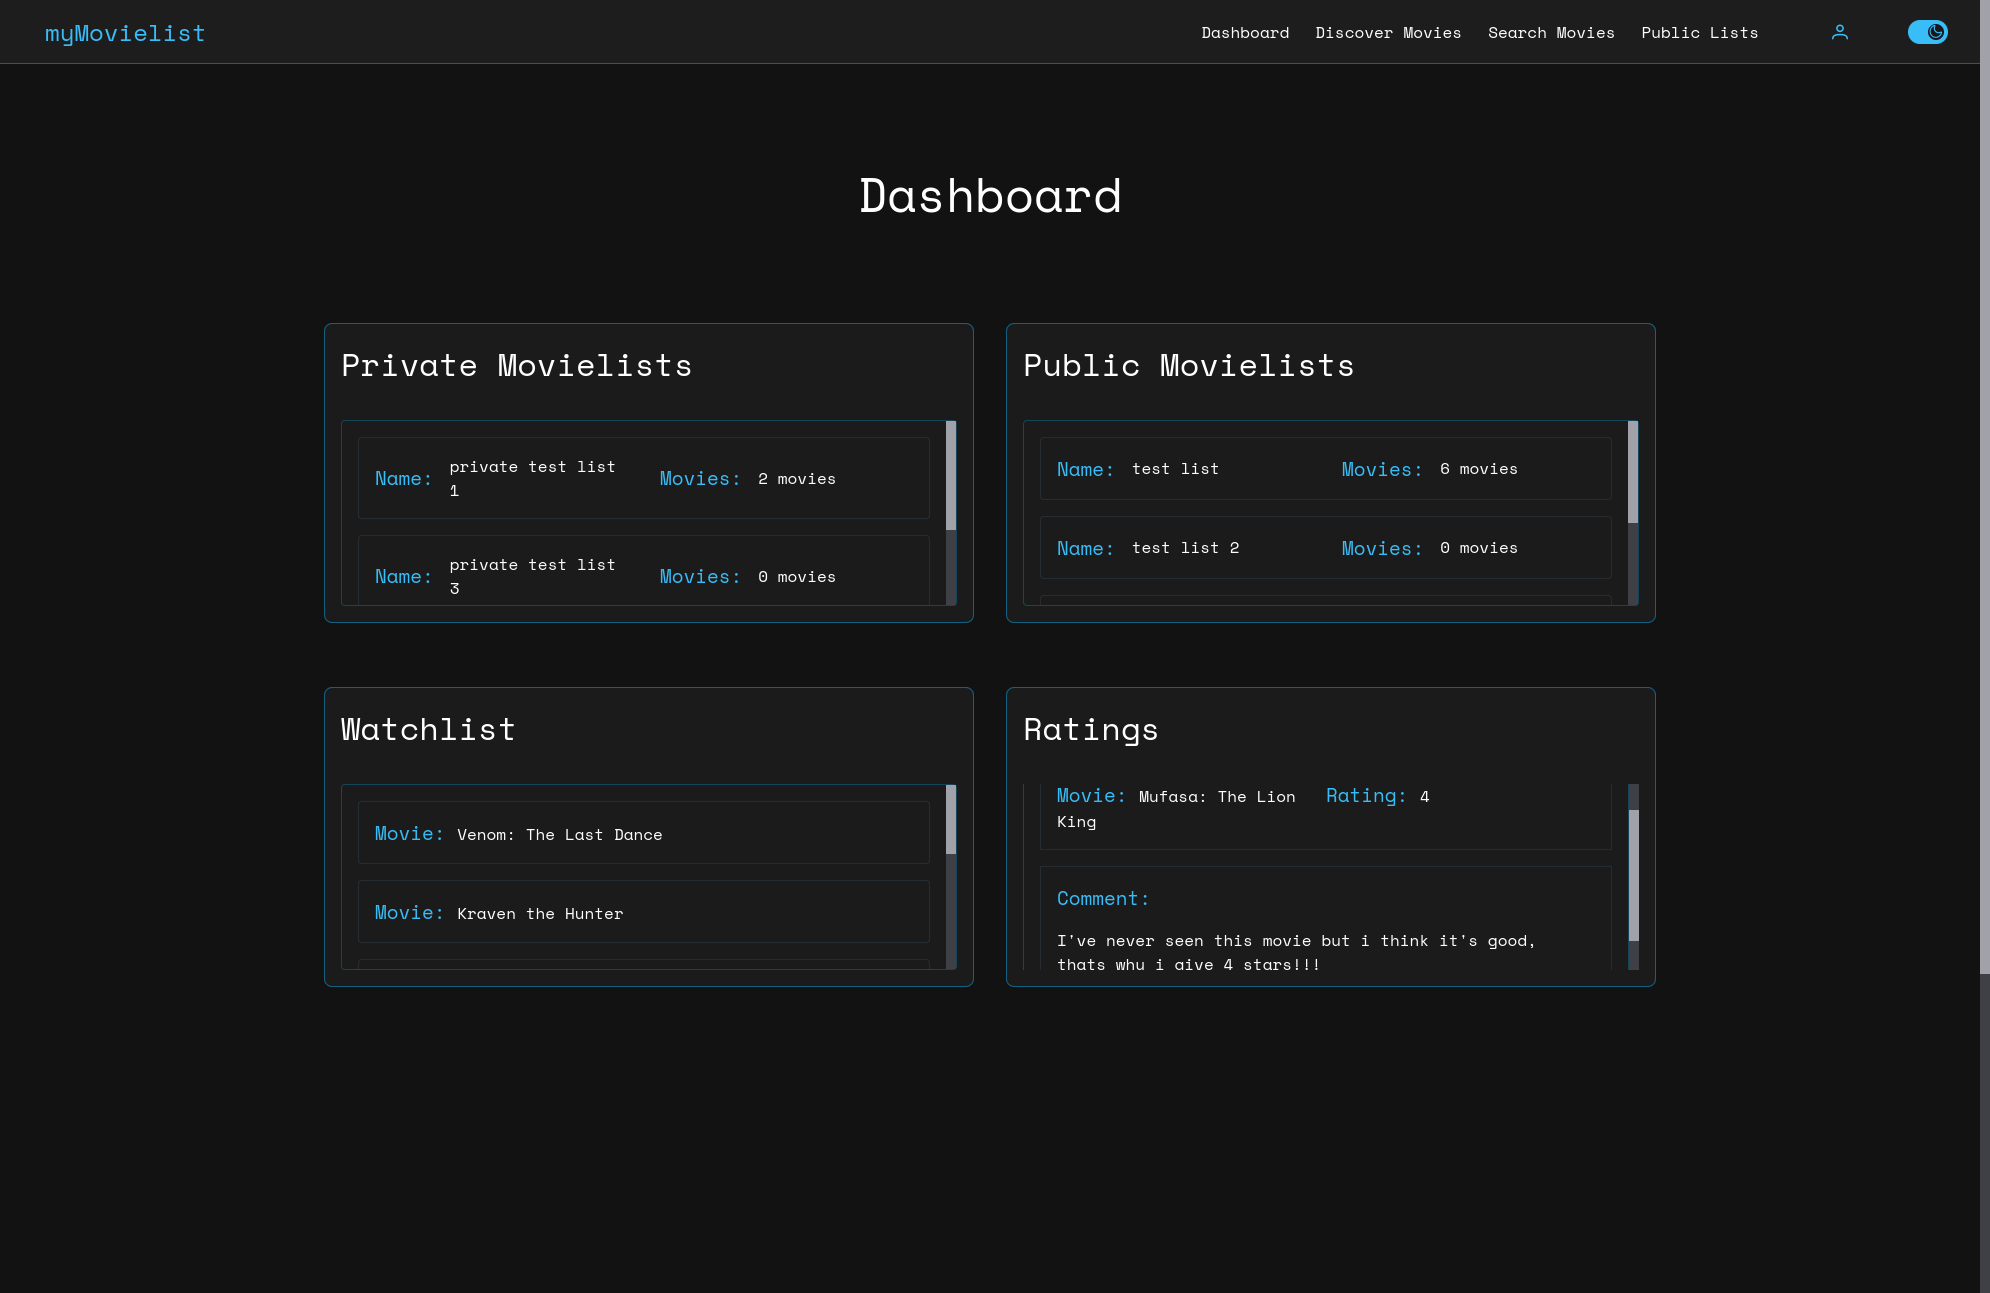 myMovielist
Dashboard Discover Movies Search Movies Public Lists
Dashboard
Private Movielists
Name: private test list 1 Movies: 2 movies
Name: private test list 3 Movies: 0 movies
Public Movielists
Name: test list Movies: 6 movies
Name: test list 2 Movies: 0 movies
Watchlist
Movie: Venom: The Last Dance
Movie: Kraven the Hunter
Ratings
Movie: Mufasa: The Lion King Rating: 4
Comment:
I've never seen this movie but i think it's good,
thats whu i give 4 stars!!!